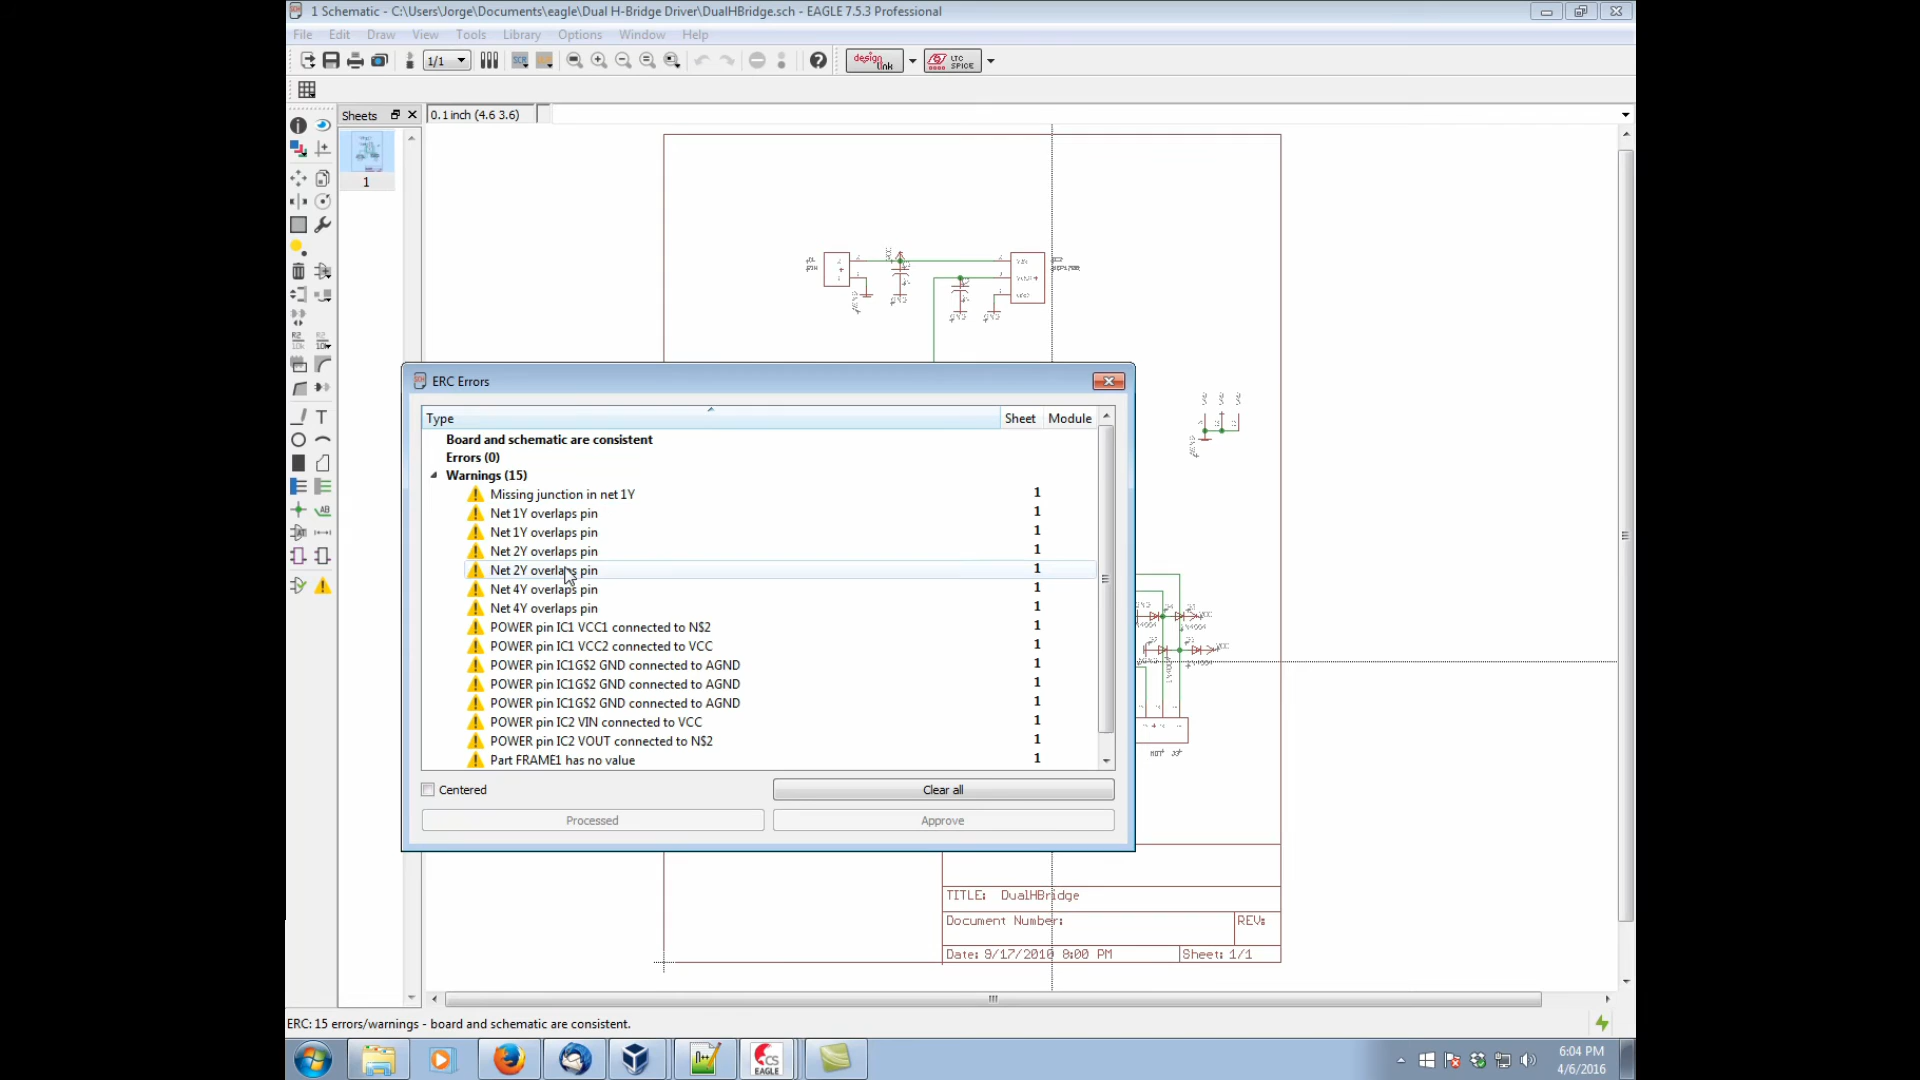 1 Schematic - C:\Users\Jorge\Documents\eagle\Dual H-Bridge Driver\DualHBridge.sch - EAGLE 7.5.3 Professional
File Edit Draw View Tools Library Options Window Help
1/1
design link
LTC SPICE
Sheets
0.1 inch (4.6 3.6)
1
ERC Errors
Type Sheet Module
Board and schematic are consistent
Errors (0)
Warnings (15)
Missing junction in net 1Y 1
Net 1Y overlaps pin 1
Net 1Y overlaps pin 1
Net 2Y overlaps pin 1
Net 2Y overlaps pin 1
Net 4Y overlaps pin 1
Net 4Y overlaps pin 1
POWER pin IC1 VCC1 connected to N$2 1
POWER pin IC1 VCC2 connected to VCC 1
POWER pin IC1G$2 GND connected to AGND 1
POWER pin IC1G$2 GND connected to AGND 1
POWER pin IC1G$2 GND connected to AGND 1
POWER pin IC2 VIN connected to VCC 1
POWER pin IC2 VOUT connected to N$2 1
Part FRAME1 has no value 1
Centered
Clear all
Processed
Approve
TITLE: DualHBridge
Document Number:
REV:
Date: 9/17/2010 8:00 PM
Sheet: 1/1
ERC: 15 errors/warnings - board and schematic are consistent.
CS
EAGLE
6:04 PM
4/6/2016